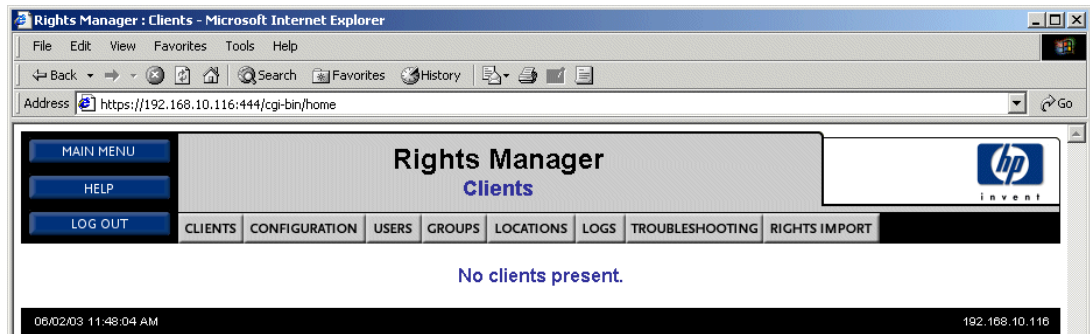 Rights Manager : Clients - Microsoft Internet Explorer
File Edit View Favorites Tools Help
Back Search Favorites History
Address https://192.168.10.116:444/cgi-bin/home Go
MAIN MENU
HELP
LOG OUT
Rights Manager
Clients
hp
invent
CLIENTS CONFIGURATION USERS GROUPS LOCATIONS LOGS TROUBLESHOOTING RIGHTS IMPORT
No clients present.
06/02/03 11:48:04 AM 192.168.10.116